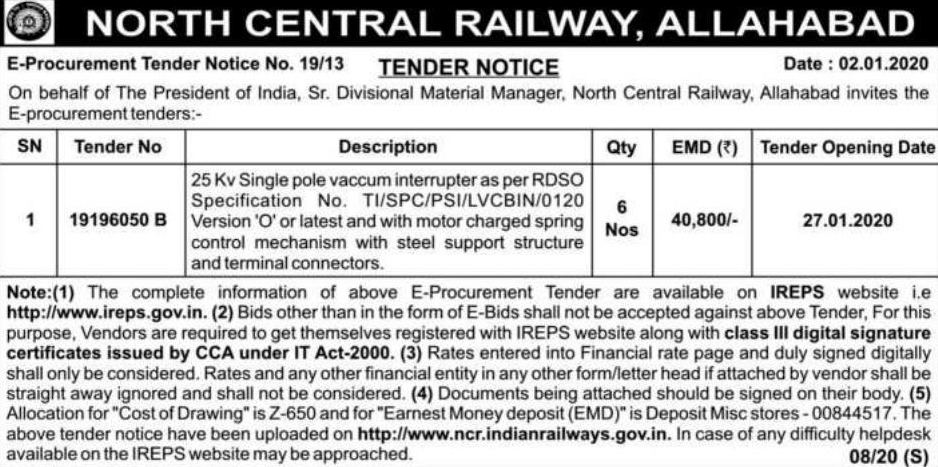 NORTH CENTRAL RAILWAY, ALLAHABAD
E-Procurement Tender Notice No. 19/13 TENDER NOTICE Date : 02.01.2020
On behalf of The President of India, Sr. Divisional Material Manager, North Central Railway, Allahabad invites the
E-procurement tenders:-
SN Tender No Description Qty EMD (₹) Tender Opening Date
1 19196050 B 25 Kv Single pole vaccum interrupter as per RDSO
Specification No. TI/SPC/PSI/LVCBIN/0120
Version 'O' or latest and with motor charged spring
control mechanism with steel support structure
and terminal connectors.
6
Nos
40,800/- 27.01.2020
Note:(1) The complete information of above E-Procurement Tender are available on IREPS website i.e
http://www.ireps.gov.in. (2) Bids other than in the form of E-Bids shall not be accepted against above Tender, For this
purpose, Vendors are required to get themselves registered with IREPS website along with class III digital signature
certificates issued by CCA under IT Act-2000. (3) Rates entered into Financial rate page and duly signed digitally
shall only be considered. Rates and any other financial entity in any other form/letter head if attached by vendor shall be
straight away ignored and shall not be considered. (4) Documents being attached should be signed on their body. (5)
Allocation for "Cost of Drawing" is Z-650 and for "Earnest Money deposit (EMD)" is Deposit Misc stores - 00844517. The
above tender notice have been uploaded on http://www.ncr.indianrailways.gov.in. In case of any difficulty helpdesk
available on the IREPS website may be approached. 08/20 (S)